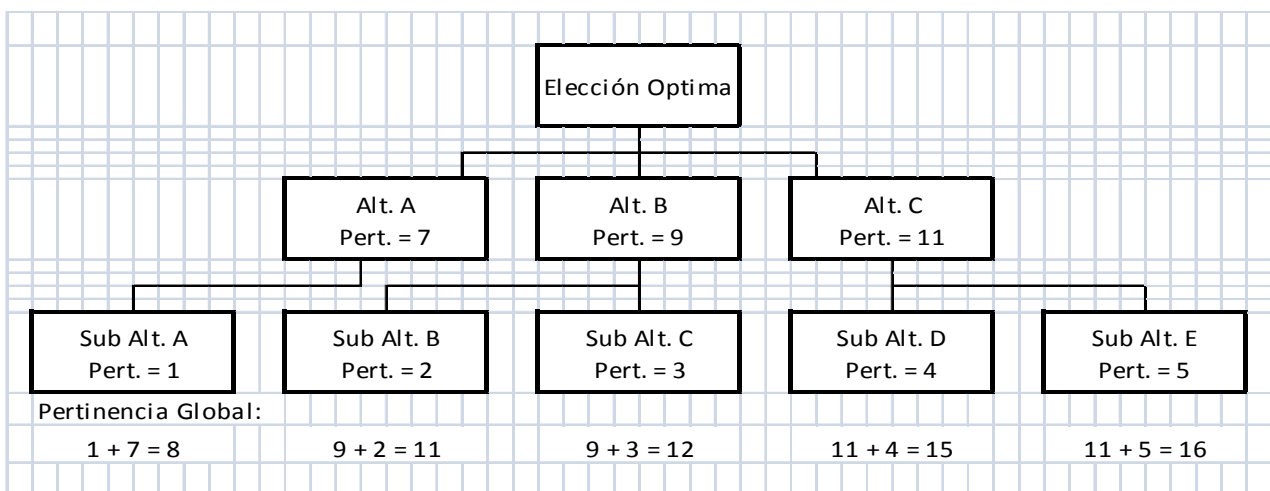 Elección Optima
Alt. A
Pert. = 7
Alt. B
Pert. = 9
Alt. C
Pert. = 11
Sub Alt. A
Pert. = 1
Sub Alt. B
Pert. = 2
Sub Alt. C
Pert. = 3
Sub Alt. D
Pert. = 4
Sub Alt. E
Pert. = 5
Pertinencia Global:
1 + 7 = 8
9 + 2 = 11
9 + 3 = 12
11 + 4 = 15
11 + 5 = 16